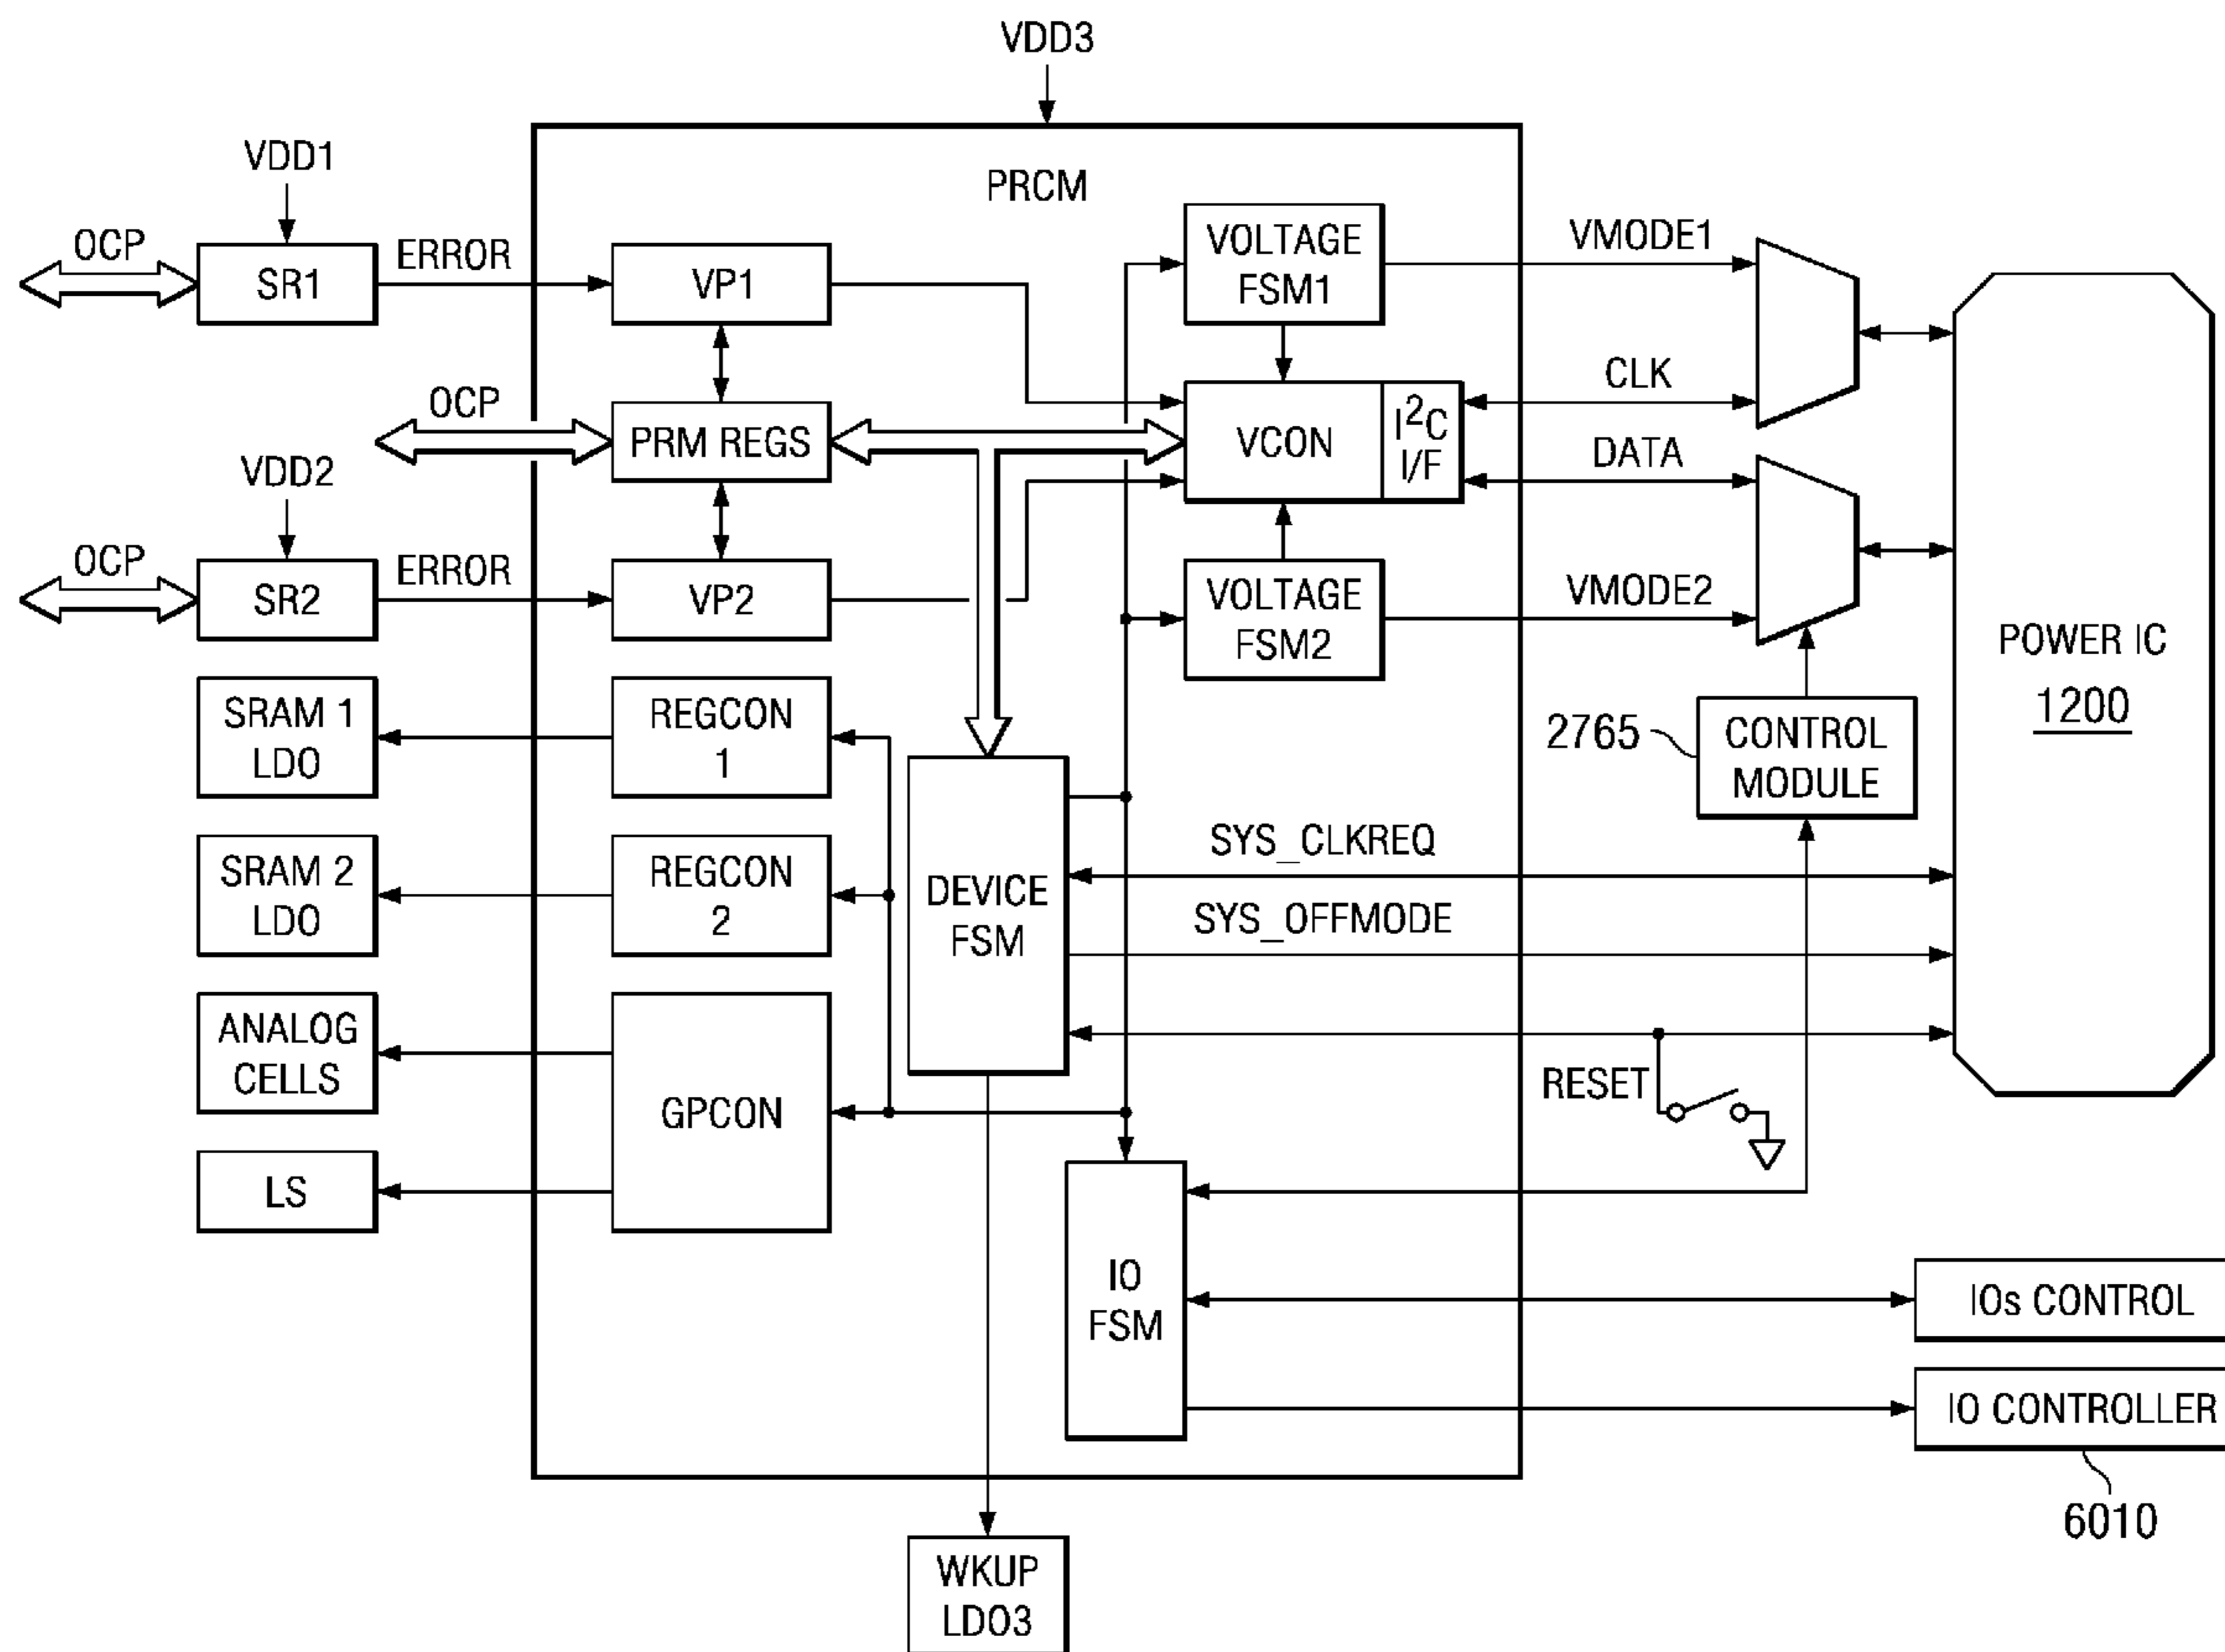 VDD3
VDD1
PRCM
OCP
SR1
ERROR
VP1
VOLTAGE
FSM1
VMODE1
OCP
PRM REGS
VCON
I²C
I/F
CLK
DATA
VDD2
OCP
SR2
ERROR
VP2
VOLTAGE
FSM2
VMODE2
POWER IC
1200
SRAM 1
LDO
REGCON
1
2765
CONTROL
MODULE
SRAM 2
LDO
REGCON
2
DEVICE
FSM
SYS_CLKREQ
SYS_OFFMODE
ANALOG
CELLS
GPCON
RESET
LS
IO
FSM
IOs CONTROL
IO CONTROLLER
6010
WKUP
LDO3